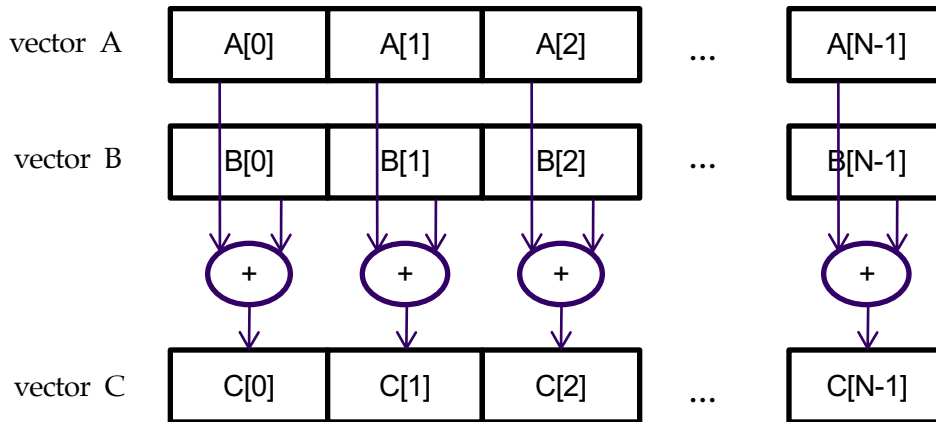 vector A A[0] A[1] A[2] ... A[N-1]
vector B B[0] B[1] B[2] ... B[N-1]
+ + + +
vector C C[0] C[1] C[2] ... C[N-1]